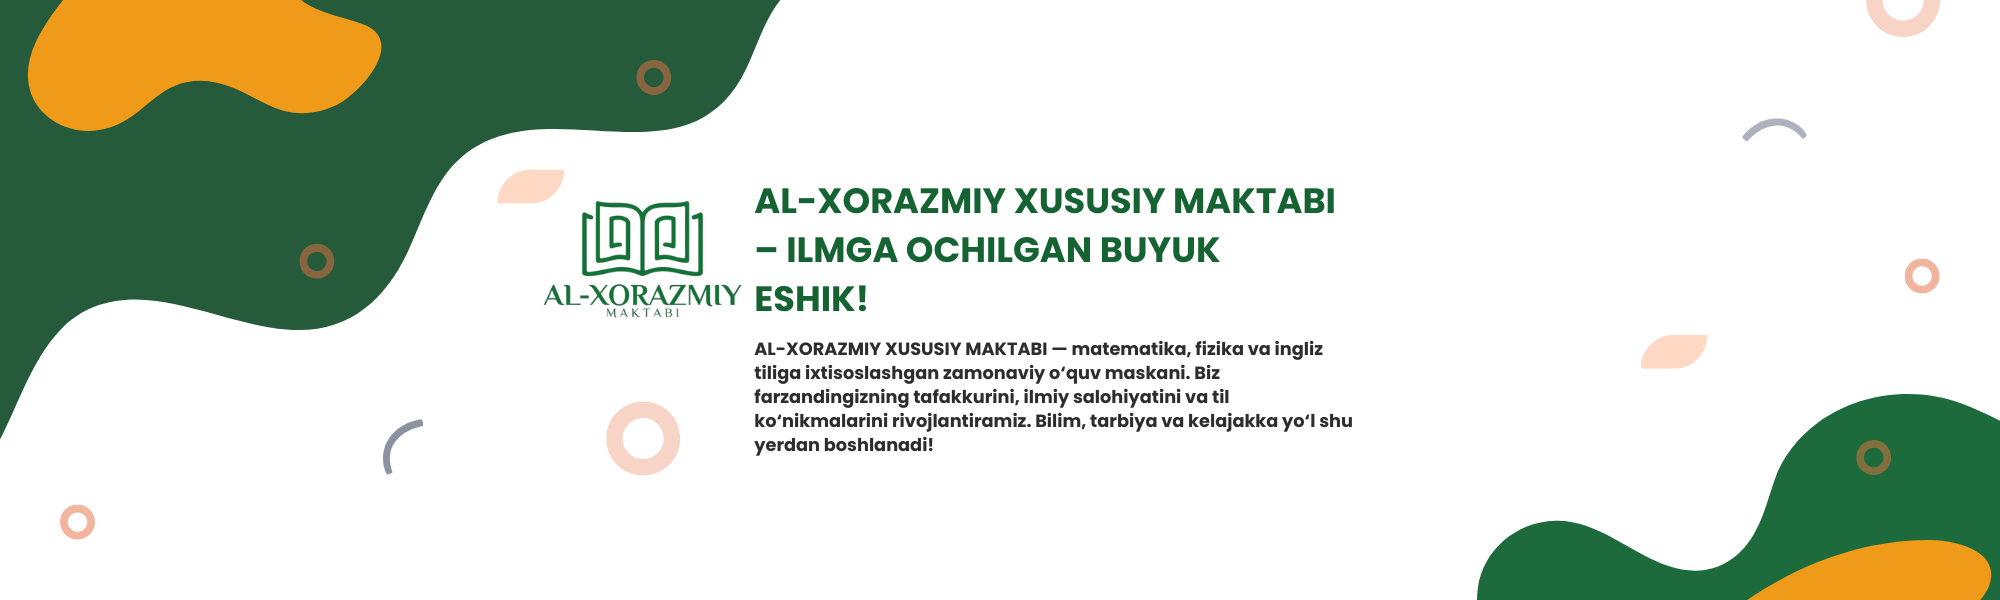 AL-XORAZMIY
MAKTABI
AL-XORAZMIY XUSUSIY MAKTABI
– ILMGA OCHILGAN BUYUK
ESHIK!
AL-XORAZMIY XUSUSIY MAKTABI — matematika, fizika va ingliz
tiliga ixtisoslashgan zamonaviy o‘quv maskani. Biz
farzandingizning tafakkurini, ilmiy salohiyatini va til
ko‘nikmalarini rivojlantiramiz. Bilim, tarbiya va kelajakka yo‘l shu
yerdan boshlanadi!